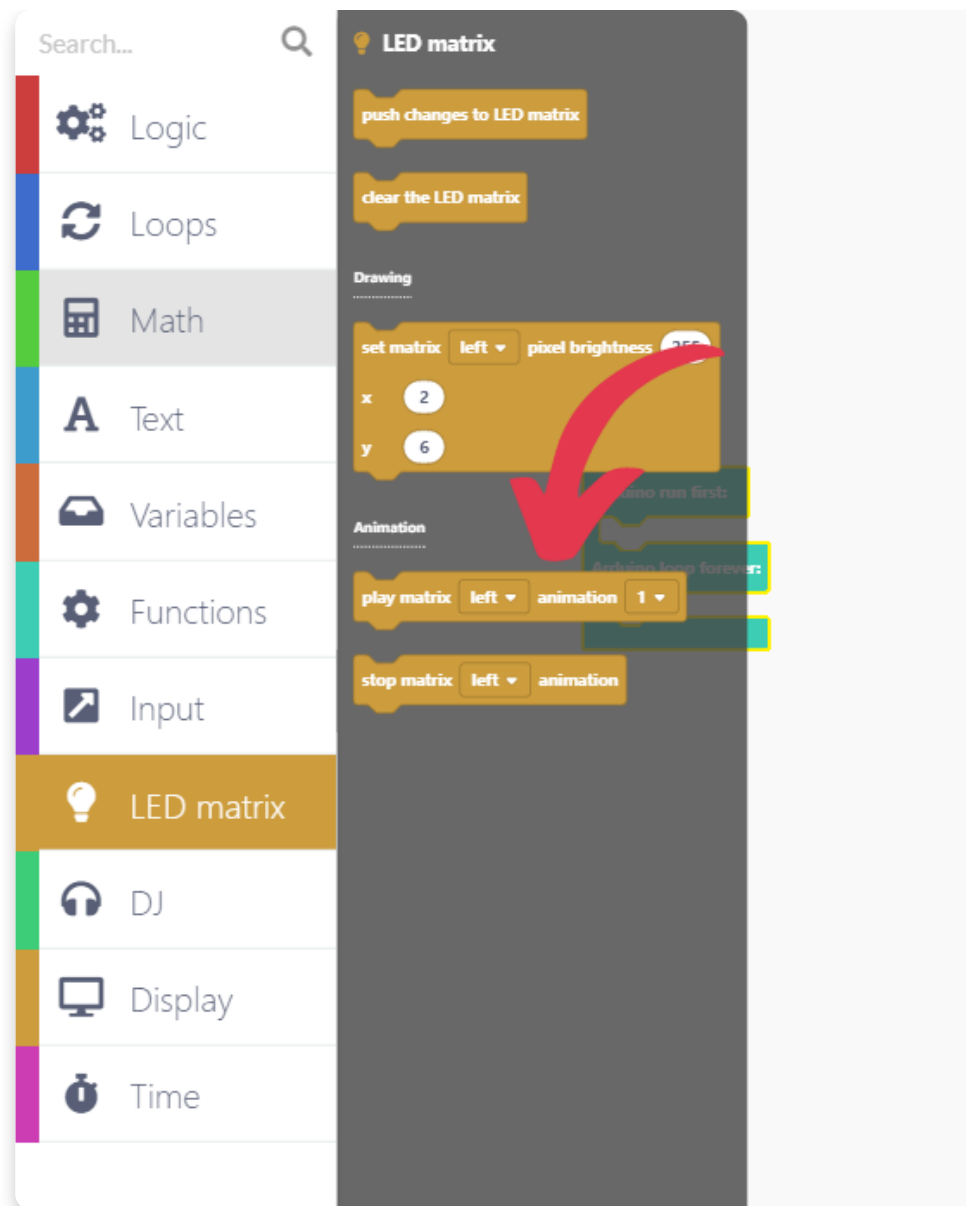 Search...
Logic
Loops
Math
Text
Variables
Functions
Input
LED matrix
DJ
Display
Time
LED matrix
push changes to LED matrix
clear the LED matrix
Drawing
set matrix left pixel brightness 255
x 2
y 6
Animation
play matrix left animation 1
stop matrix left animation
run first:
Arduino loop forever: